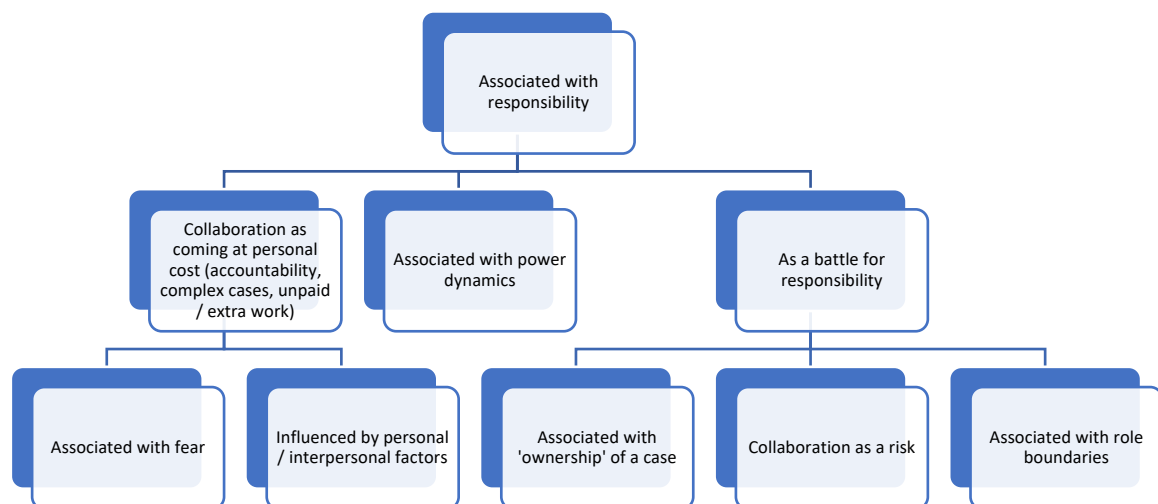 Associated with
responsibility
Collaboration as
coming at personal
cost (accountability,
complex cases, unpaid
/ extra work)
Associated with power
dynamics
As a battle for
responsibility
Associated with fear
Influenced by personal
/ interpersonal factors
Associated with
'ownership' of a case
Collaboration as a risk
Associated with role
boundaries